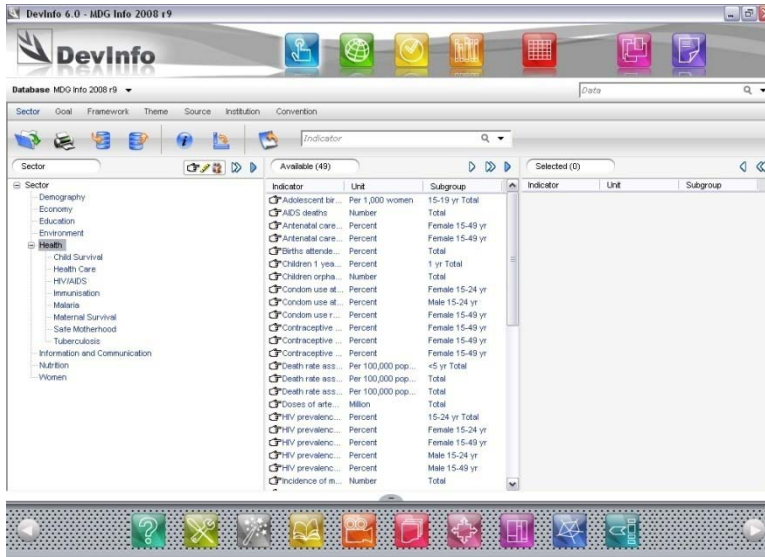 DevInfo 6.0 - MDG Info 2008 r9
DevInfo
Database MDG Info 2008 r9
Data
Sector Goal Framework Theme Source Institution Convention
Indicator
Sector
Available (49)
Selected (0)
Sector
Demography
Economy
Education
Environment
Health
Child Survival
Health Care
HIV/AIDS
Immunisation
Malaria
Maternal Survival
Safe Motherhood
Tuberculosis
Information and Communication
Nutrition
Women
Indicator Unit Subgroup
Adolescent bir... Per 1,000 women 15-19 yr Total
AIDS deaths Number Total
Antenatal care... Percent Female 15-49 yr
Antenatal care... Percent Female 15-49 yr
Births attende... Percent Total
Children 1 yea... Percent 1 yr Total
Children orpha... Number Total
Condom use at... Percent Female 15-24 yr
Condom use at... Percent Male 15-24 yr
Condom use r... Percent Female 15-49 yr
Contraceptive ... Percent Female 15-49 yr
Contraceptive ... Percent Female 15-49 yr
Contraceptive ... Percent Female 15-49 yr
Death rate ass... Per 100,000 pop... <5 yr Total
Death rate ass... Per 100,000 pop... Total
Death rate ass... Per 100,000 pop... Total
Doses of arte... Million Total
HIV prevalenc... Percent 15-24 yr Total
HIV prevalenc... Percent Female 15-24 yr
HIV prevalenc... Percent Female 15-49 yr
HIV prevalenc... Percent Male 15-24 yr
HIV prevalenc... Percent Male 15-49 yr
Incidence of m... Number Total
Indicator Unit Subgroup